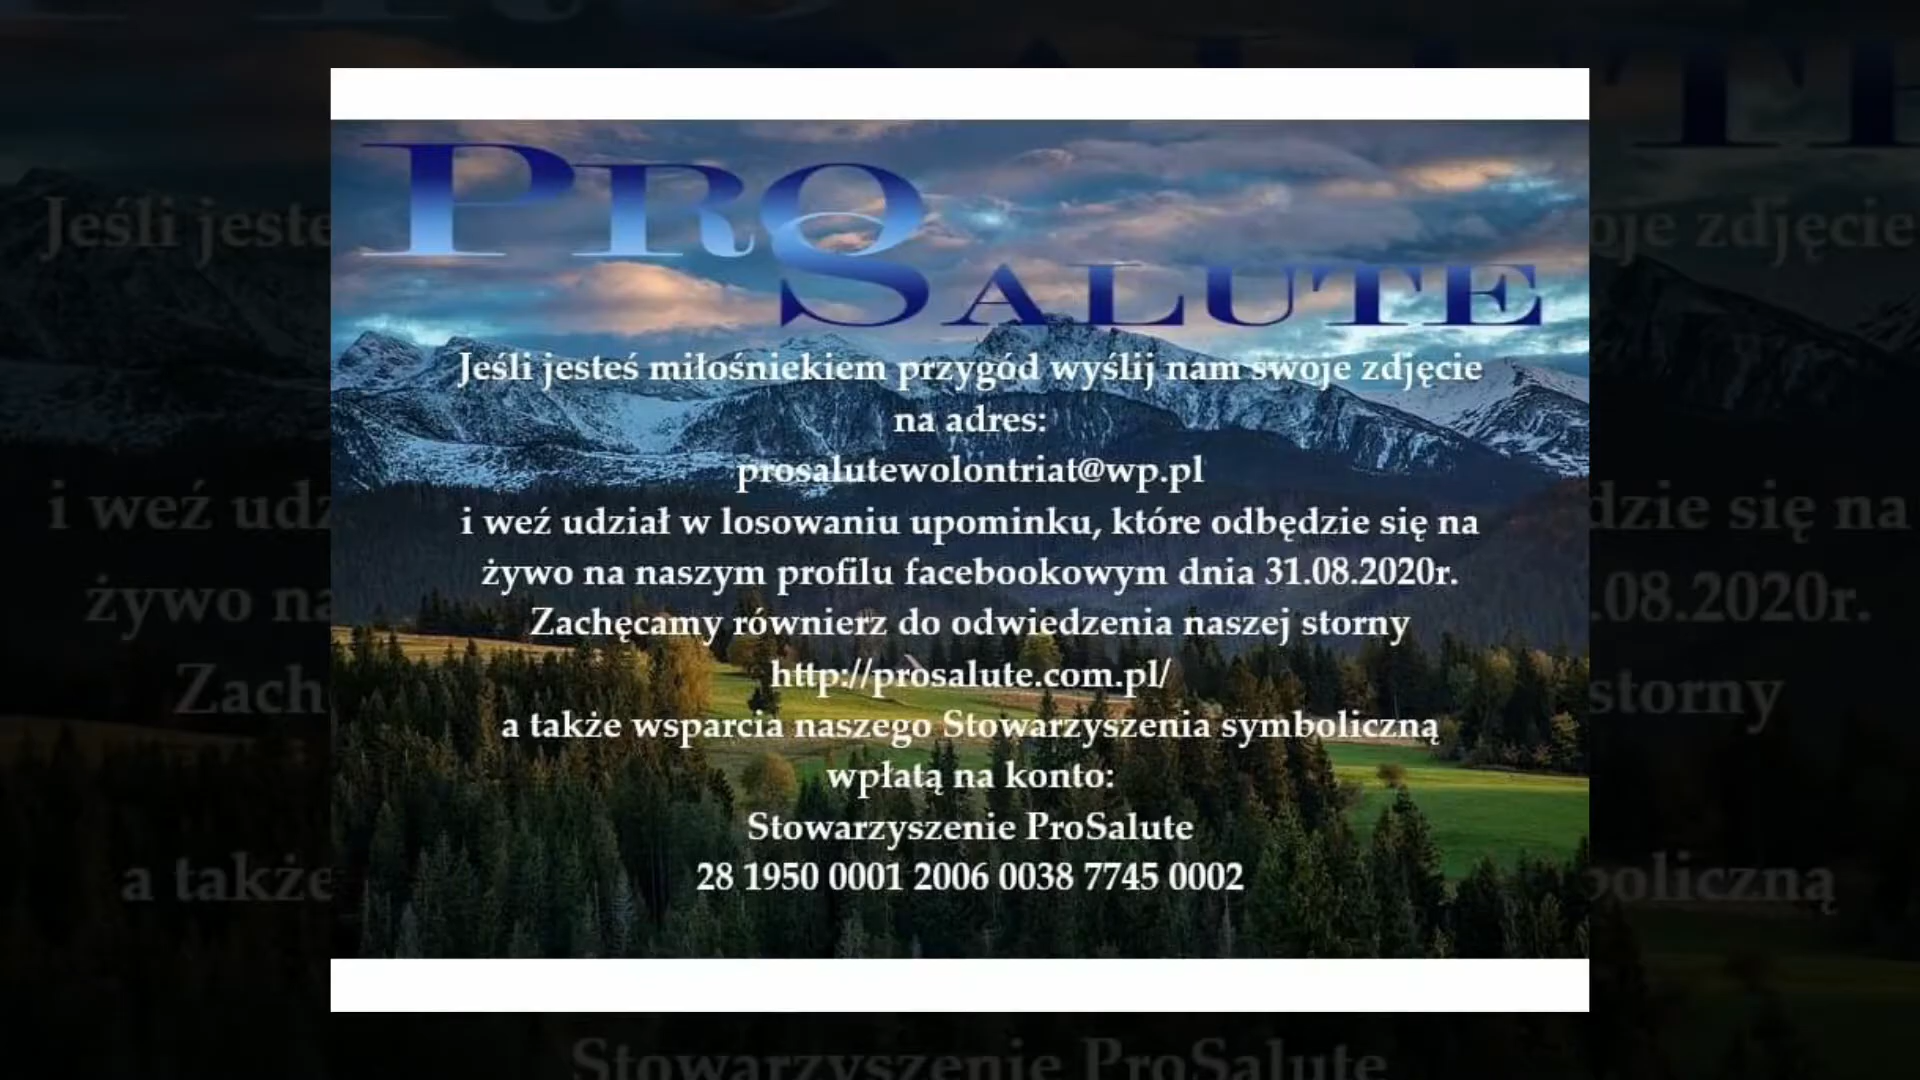 PRO
SALUTE
Jeśli jesteś miłośniekiem przygód wyślij nam swoje zdjęcie
na adres:
prosalutewolontriat@wp.pl
i weź udział w losowaniu upominku, które odbędzie się na
żywo na naszym profilu facebookowym dnia 31.08.2020r.
Zachęcamy równierz do odwiedzenia naszej storny
http://prosalute.com.pl/
a także wsparcia naszego Stowarzyszenia symboliczną
wpłatą na konto:
Stowarzyszenie ProSalute
28 1950 0001 2006 0038 7745 0002